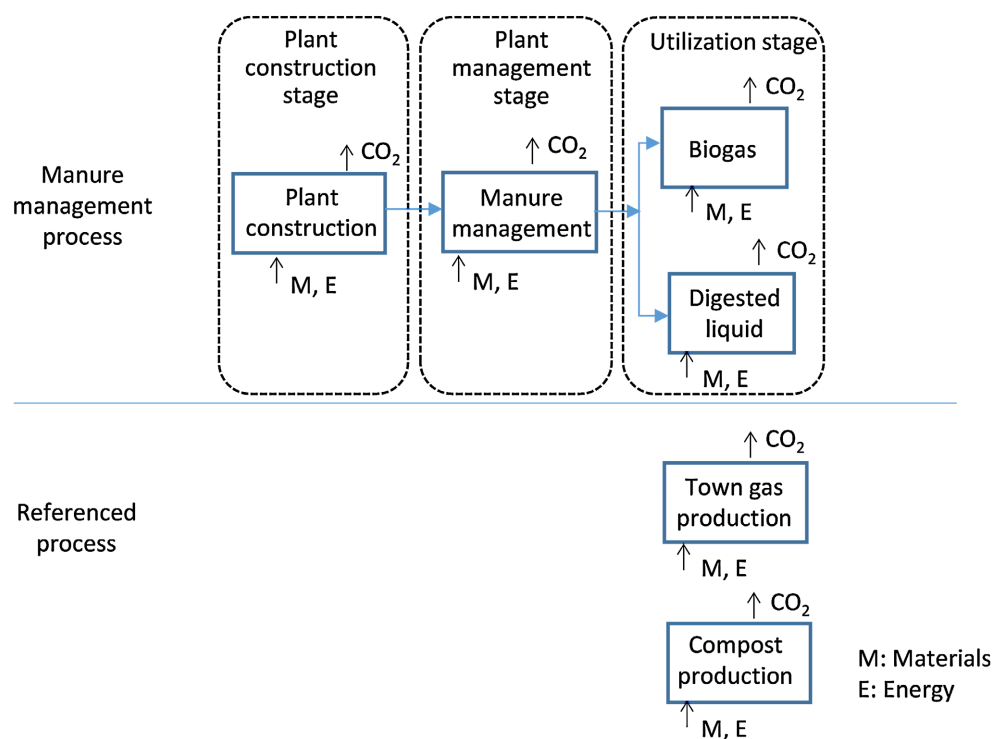 Plant
construction
stage
Plant
management
stage
Utilization stage
Manure
management
process
CO₂
Plant
construction
M, E
CO₂
Manure
management
M, E
CO₂
Biogas
M, E
CO₂
Digested
liquid
M, E
Referenced
process
CO₂
Town gas
production
M, E
CO₂
Compost
production
M, E
M: Materials
E: Energy